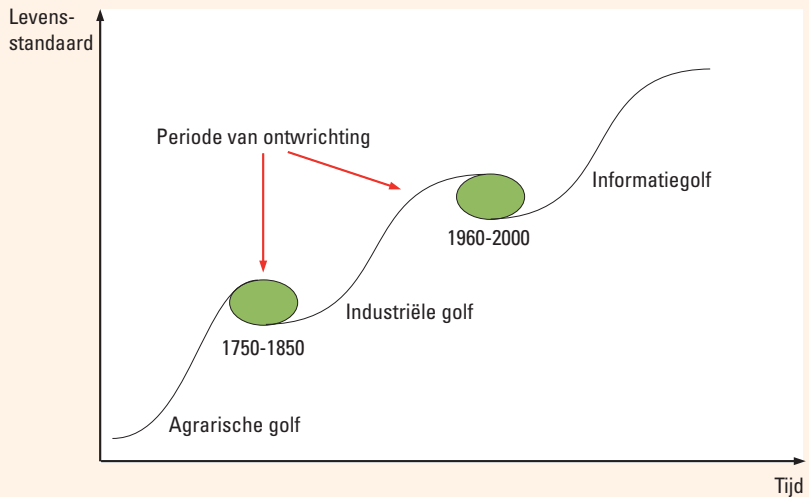 Levens-
standaard
Periode van ontwrichting
Informatiegolf
1960-2000
Industriële golf
1750-1850
Agrarische golf
Tijd